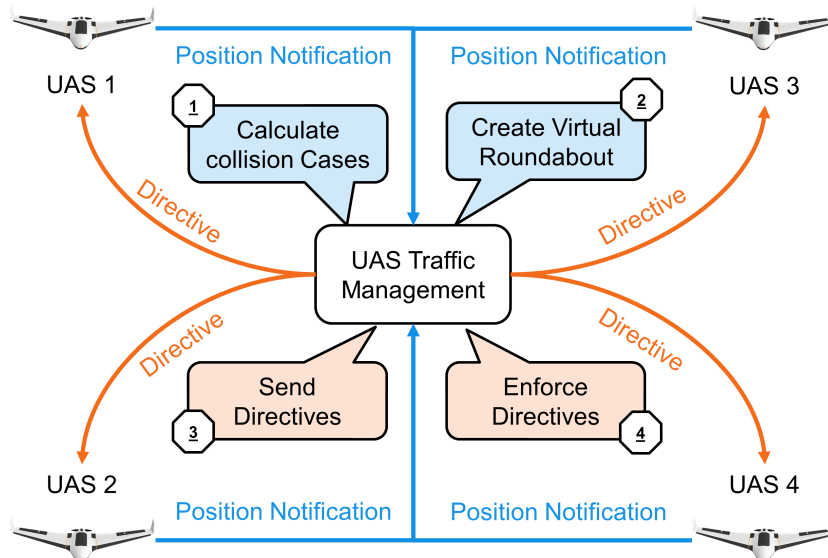 Position Notification
Position Notification
UAS 1
UAS 3
1
2
Calculate
collision Cases
Create Virtual
Roundabout
Directive
Directive
UAS Traffic
Management
Directive
Directive
Send
Directives
Enforce
Directives
3
4
UAS 2
UAS 4
Position Notification
Position Notification